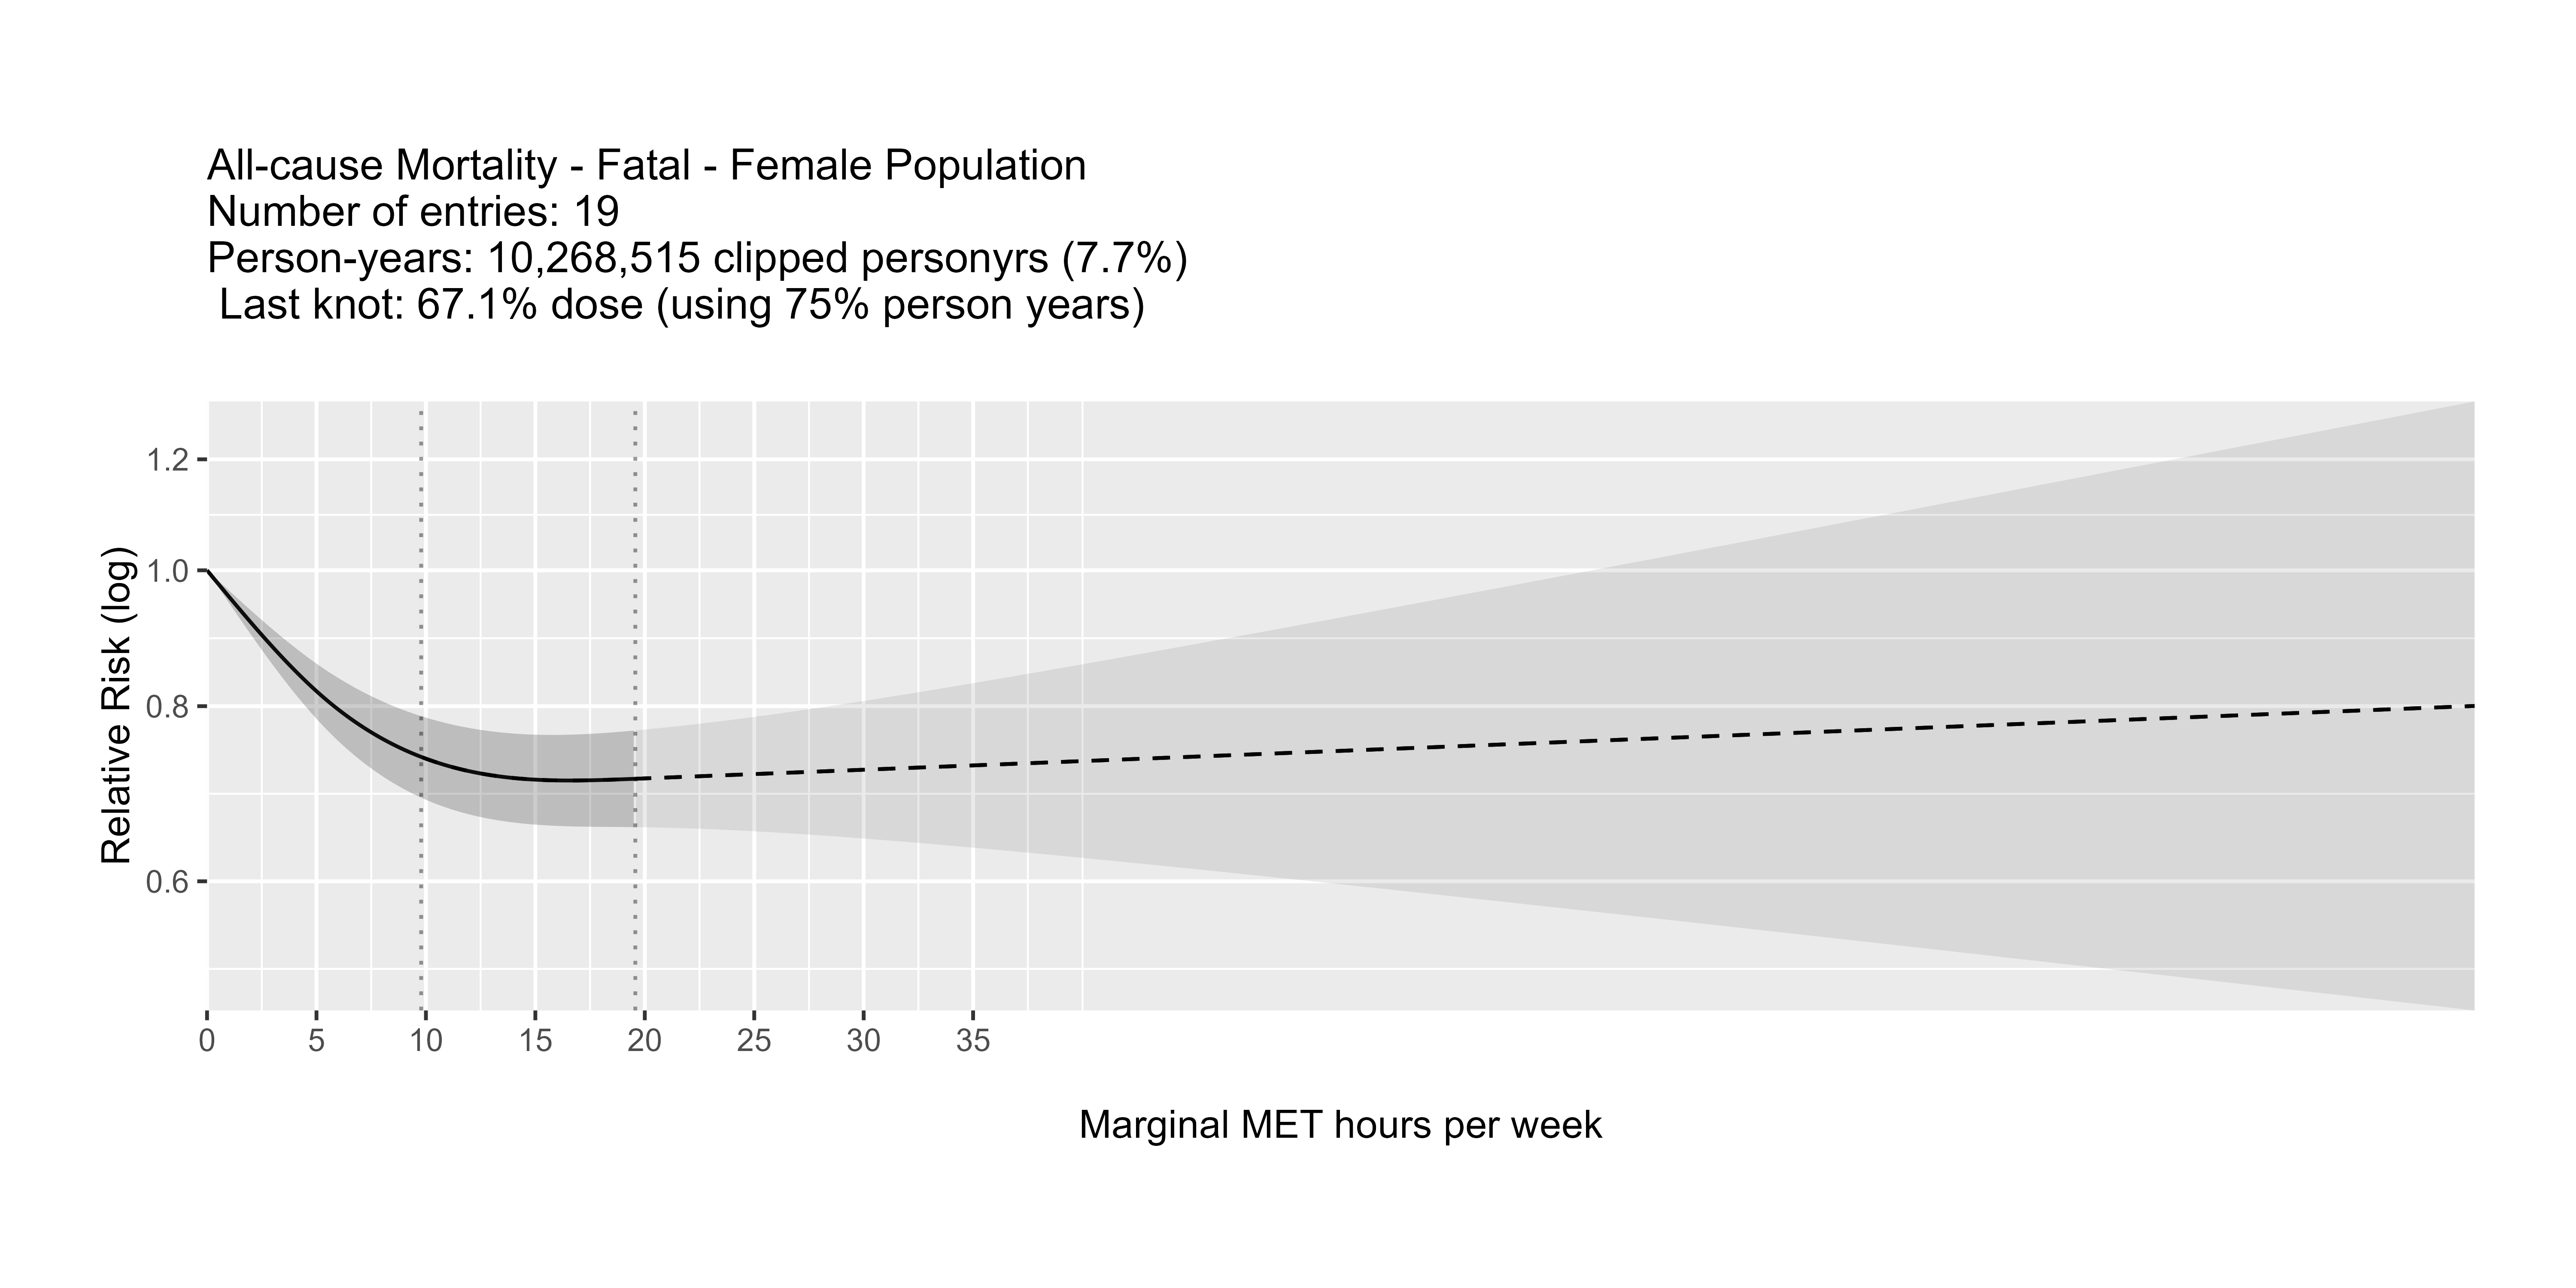 All-cause Mortality - Fatal - Female Population
Number of entries: 19
Person-years: 10,268,515 clipped personyrs (7.7%)
Last knot: 67.1% dose (using 75% person years)
Relative Risk (log)
1.2
1.0
0.8
0.6
0 5 10 15 20 25 30 35
Marginal MET hours per week